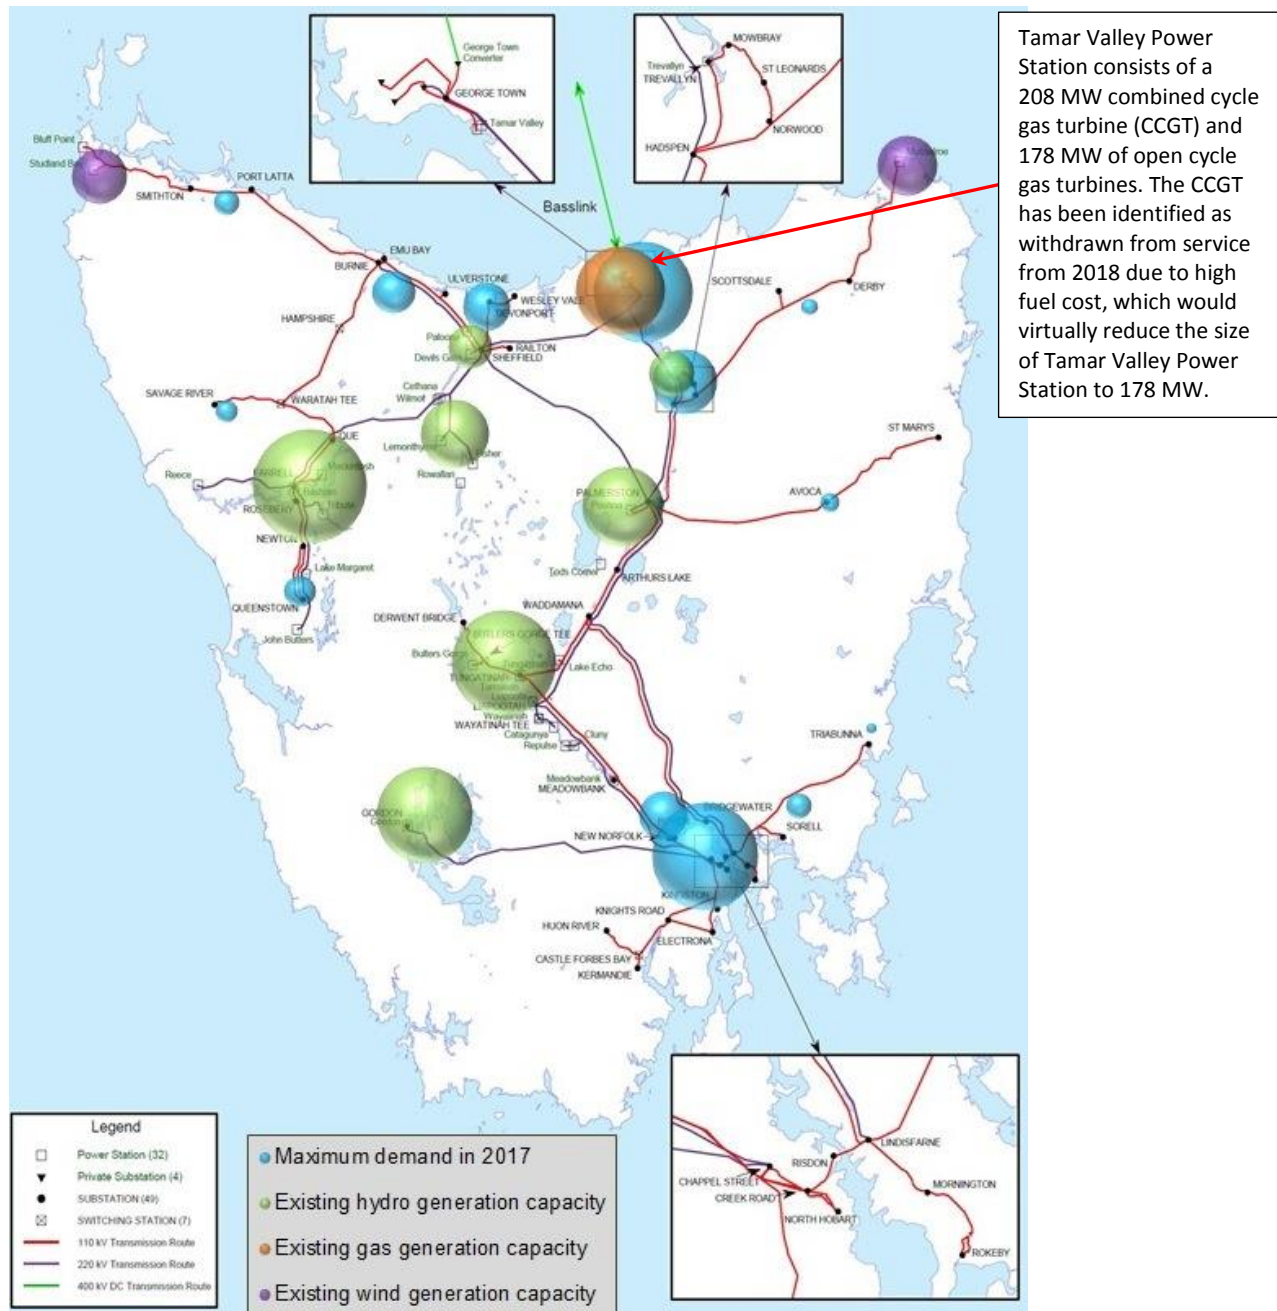 George Town
Converter
GEORGE TOWN
Tamar Valley
MOWBRAY
Trevallyn
TREVALLYN
ST LEONARDS
NORWOOD
HADSPEN
Tamar Valley Power
Station consists of a
208 MW combined cycle
gas turbine (CCGT) and
178 MW of open cycle
gas turbines. The CCGT
has been identified as
withdrawn from service
from 2018 due to high
fuel cost, which would
virtually reduce the size
of Tamar Valley Power
Station to 178 MW.
Bluff Point
Studland
SMITHTON
PORT LATTA
Basslink
EMU BAY
BURNIE
ULVERSTONE
WESLEY VALE
DEVONPORT
SCOTTSDALE
DERBY
HAMPSHIRE
Devils
RAILTON
SHEFFIELD
Cethana
Wilmot
SAVAGE RIVER
WARATAH TEE
QUE
Lemonthyme
Fisher
Rowallan
ST MARYS
AVOCA
Reece
FARRELL
Mackintosh
Tribute
ROSEBERY
NEWTON
Lake Margaret
QUEENSTOWN
John Butters
PALMERSTON
Tods Corner
ARTHURS LAKE
WADDAMANA
DERWENT BRIDGE
BUTLERS GORGE TEE
Butlers
Lake Echo
TUNGATINAH
LIAPOOTAH
Wayatinah
WAYATINAH TEE
Catagunya
Cluny
Repulse
Meadowbank
MEADOWBANK
TRIABUNNA
GORDON
BRIDGEWATER
NEW NORFOLK
SORELL
KINGSTON
KNIGHTS ROAD
HUON RIVER
ELECTRONA
CASTLE FORBES BAY
KERMANDIE
LINDISFARNE
RISDON
CHAPPEL STREET
CREEK ROAD
MORNINGTON
NORTH HOBART
ROKEBY
Legend
Power Station (32)
Private Substation (4)
SUBSTATION (49)
SWITCHING STATION (7)
110 kV Transmission Route
220 kV Transmission Route
400 kV DC Transmission Route
Maximum demand in 2017
Existing hydro generation capacity
Existing gas generation capacity
Existing wind generation capacity